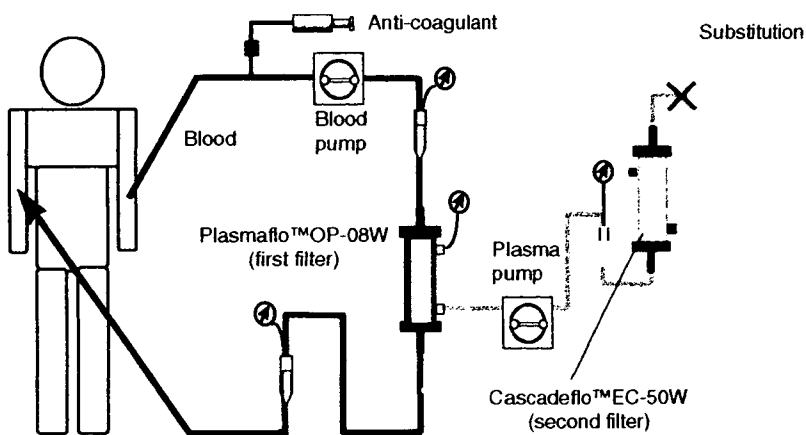 Anti-coagulant
Substitution
Blood
pump
Blood
Plasmaflo™OP-08W
(first filter)
Plasma
pump
Cascadeflo™EC-50W
(second filter)